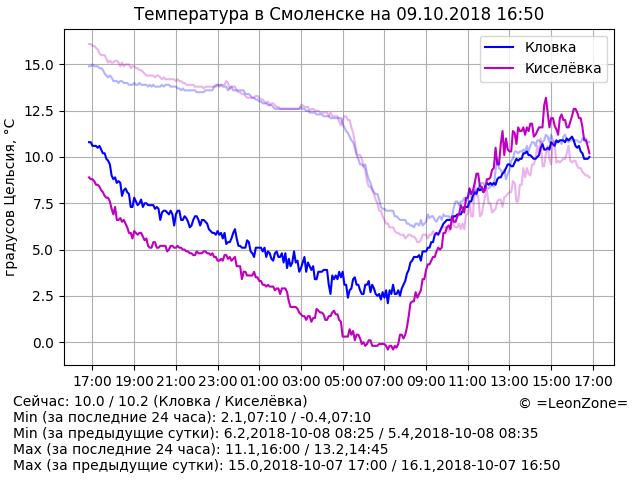 Температура в Смоленске на 09.10.2018 16:50
Кловка
Киселёвка
градусов Цельсия, °C
15.0
12.5
10.0
7.5
5.0
2.5
0.0
17:00 19:00 21:00 23:00 01:00 03:00 05:00 07:00 09:00 11:00 13:00 15:00 17:00
Сейчас: 10.0 / 10.2 (Кловка / Киселёвка)
© =LeonZone=
Min (за последние 24 часа): 2.1,07:10 / -0.4,07:10
Min (за предыдущие сутки): 6.2,2018-10-08 08:25 / 5.4,2018-10-08 08:35
Max (за последние 24 часа): 11.1,16:00 / 13.2,14:45
Max (за предыдущие сутки): 15.0,2018-10-07 17:00 / 16.1,2018-10-07 16:50